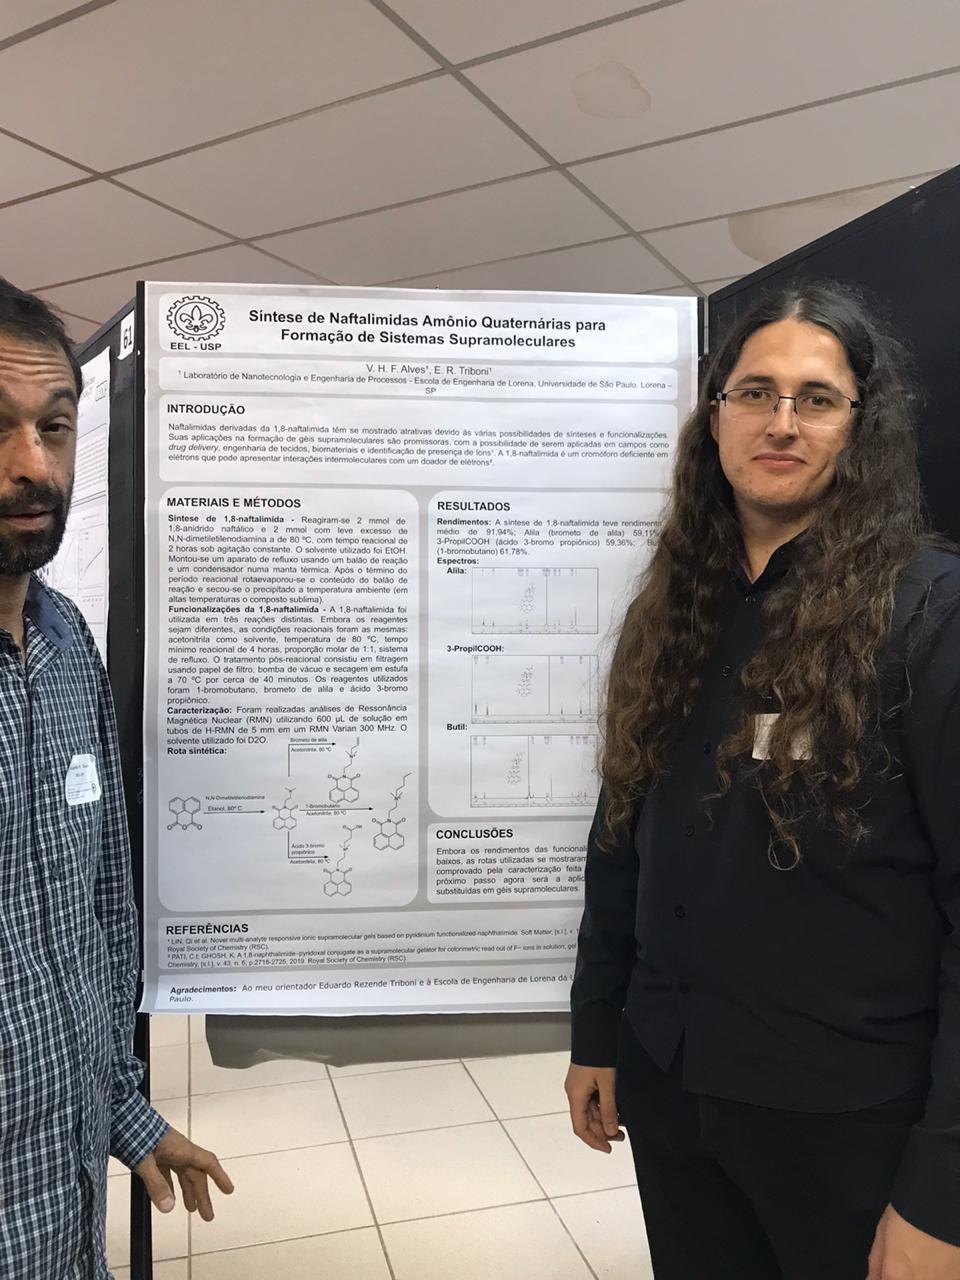 61
EEL - USP
Síntese de Naftalimidas Amônio Quaternárias para
Formação de Sistemas Supramoleculares
V. H. F. Alves¹, E. R. Triboni¹
¹ Laboratório de Nanotecnologia e Engenharia de Processos - Escola de Engenharia de Lorena, Universidade de São Paulo, Lorena –
SP
INTRODUÇÃO
Naftalimidas derivadas da 1,8-naftalimida têm se mostrado atrativas devido às várias possibilidades de sínteses e funcionalizações.
Suas aplicações na formação de géis supramoleculares são promissoras, com a possibilidade de serem aplicadas em campos como
drug delivery, engenharia de tecidos, biomateriais e identificação de presença de íons¹. A 1,8-naftalimida é um cromóforo deficiente em
elétrons que pode apresentar interações intermoleculares com um doador de elétrons².
MATERIAIS E MÉTODOS
Síntese de 1,8-naftalimida - Reagiram-se 2 mmol de
1,8-anidrido naftálico e 2 mmol com leve excesso de
N,N-dimetiletilenodiamina a de 80 ºC, com tempo reacional de
2 horas sob agitação constante. O solvente utilizado foi EtOH.
Montou-se um aparato de refluxo usando um balão de reação
e um condensador numa manta térmica. Após o término do
período reacional rotaevaporou-se o conteúdo do balão de
reação e secou-se o precipitado a temperatura ambiente (em
altas temperaturas o composto sublima).
Funcionalizações da 1,8-naftalimida - A 1,8-naftalimida foi
utilizada em três reações distintas. Embora os reagentes
sejam diferentes, as condições reacionais foram as mesmas:
acetonitrila como solvente, temperatura de 80 ºC, tempo
mínimo reacional de 4 horas, proporção molar de 1:1, sistema
de refluxo. O tratamento pós-reacional consistiu em filtragem
usando papel de filtro, bomba de vácuo e secagem em estufa
a 70 ºC por cerca de 40 minutos. Os reagentes utilizados
foram 1-bromobutano, brometo de alila e ácido 3-bromo
propiônico.
Caracterização: Foram realizadas análises de Ressonância
Magnética Nuclear (RMN) utilizando 600 µL de solução em
tubos de H-RMN de 5 mm em um RMN Varian 300 MHz. O
solvente utilizado foi D2O.
Rota sintética:
Brometo de alila
Acetonitrila, 80 ºC
N,N-Dimetiletilenodiamina
Etanol, 80º C
1-Bromobutano
Acetonitrila, 80 ºC
Ácido 3-bromo
propiônico
Acetonitrila, 80 ºC
RESULTADOS
Rendimentos: A síntese de 1,8-naftalimida teve rendimento
médio de 91,94%; Alila (brometo de alila) 59,11%
3-PropilCOOH (ácido 3-bromo propiônico) 59,36%;
(1-bromobutano) 61,78%.
Espectros:
Alila:
3-PropilCOOH:
Butil:
CONCLUSÕES
Embora os rendimentos das funcionali
baixos, as rotas utilizadas se mostraram
comprovado pela caracterização feita
próximo passo agora será a aplic
substituídas em géis supramoleculares.
REFERÊNCIAS
¹ LIN, Qi et al. Novel multi-analyte responsive ionic supramolecular gels based on pyridinium functionalized-naphthalimide. Soft Matter, [s.l.], v.
Royal Society of Chemistry (RSC).
² PATI, C.t; GHOSH, K. A 1,8-naphthalimide–pyridoxal conjugate as a supramolecular gelator for colorimetric read out of F− ions in solution, gel
Chemistry, [s.l.], v. 43, n. 6, p.2718-2725, 2019. Royal Society of Chemistry (RSC).
Agradecimentos: Ao meu orientador Eduardo Rezende Triboni e à Escola de Engenharia de Lorena da U
Paulo.